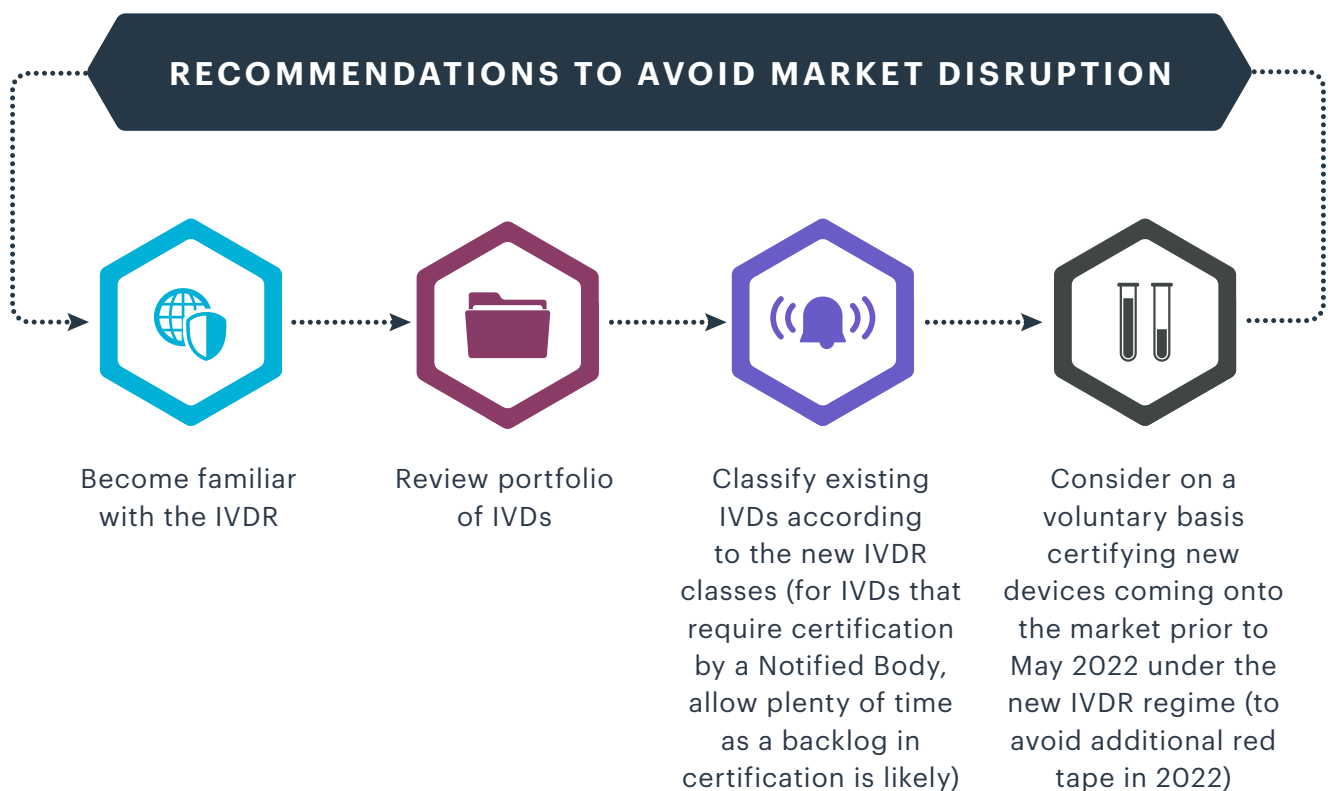 RECOMMENDATIONS TO AVOID MARKET DISRUPTION
Become familiar
with the IVDR
Review portfolio
of IVDs
Classify existing
IVDs according
to the new IVDR
classes (for IVDs that
require certification
by a Notified Body,
allow plenty of time
as a backlog in
certification is likely)
Consider on a
voluntary basis
certifying new
devices coming onto
the market prior to
May 2022 under the
new IVDR regime (to
avoid additional red
tape in 2022)